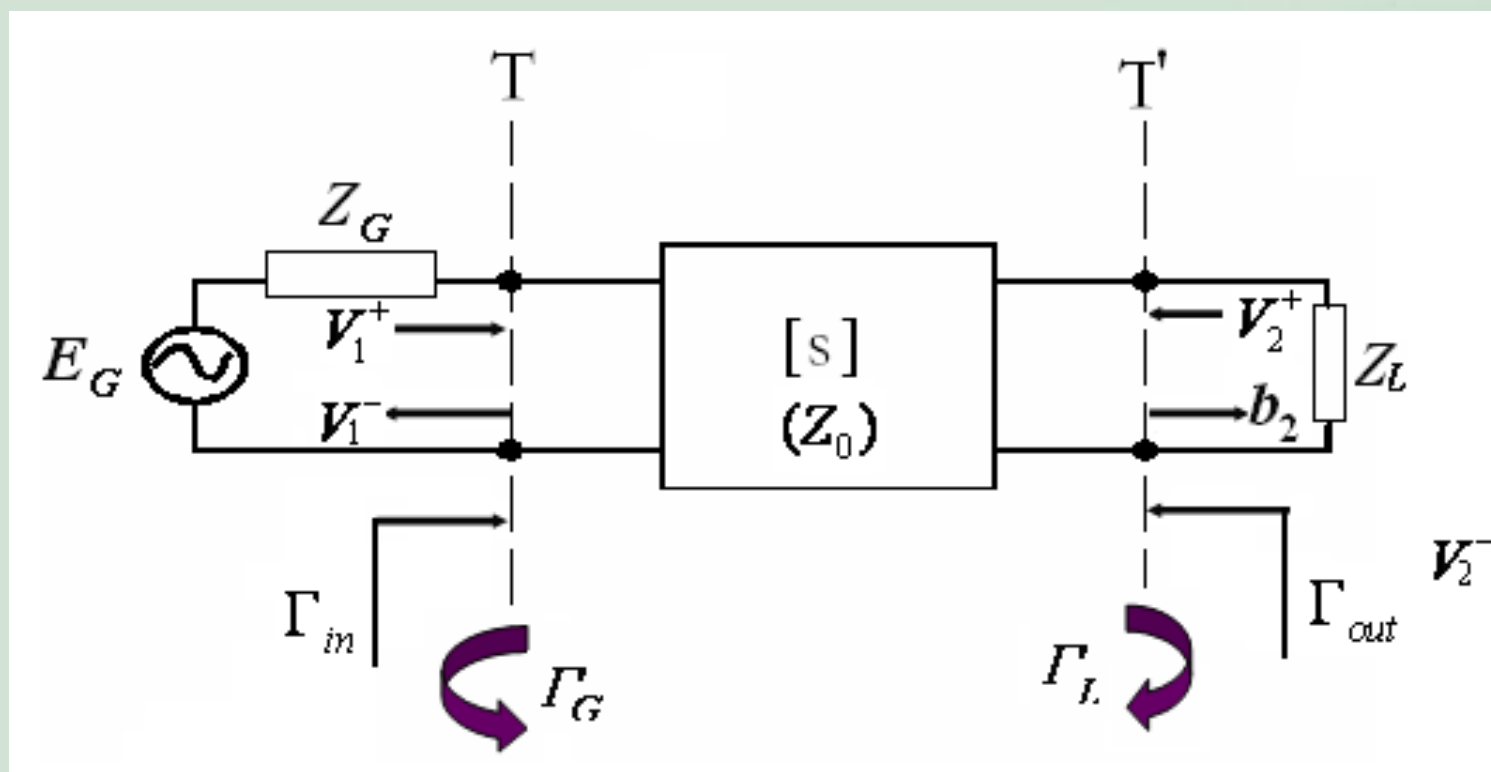 T T'
Z_G
V_1^+ V_2^+
E_G [s] Z_L
V_1^- (Z_0) b_2
V_2^-
Γ_in Γ_out
Γ_G Γ_L